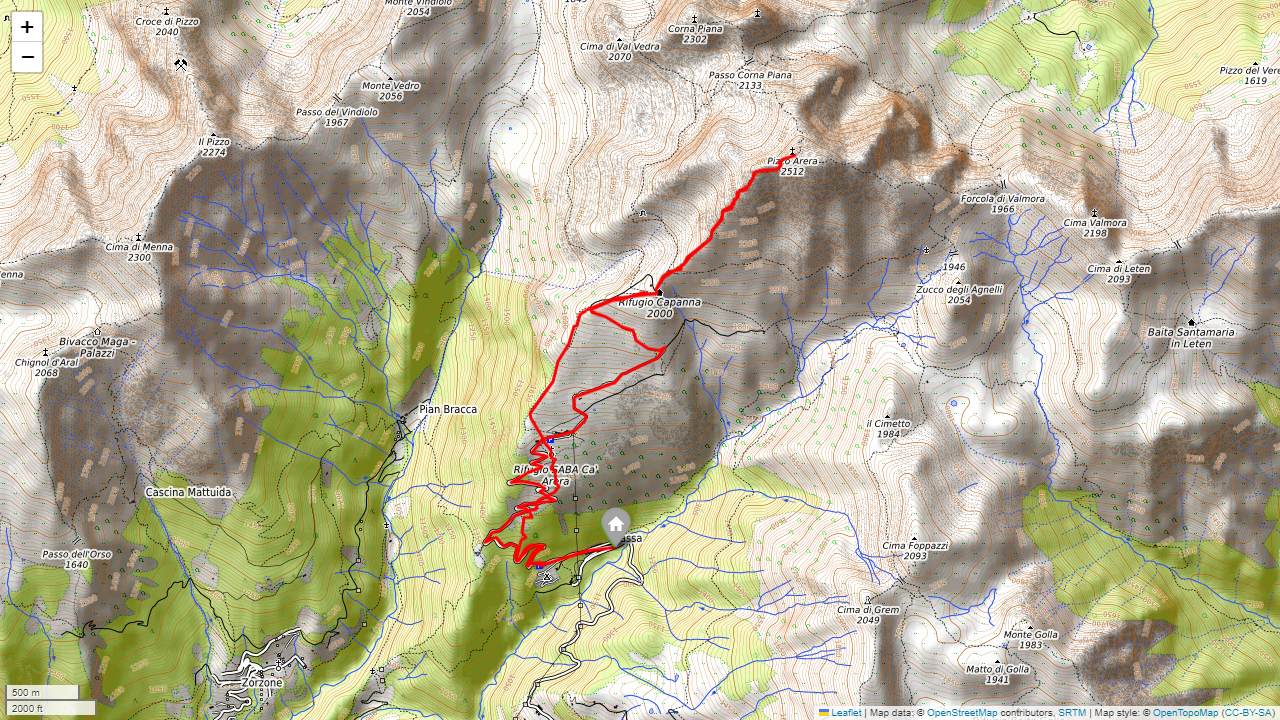 +
−
Croce di Pizzo
2040
Monte Vindiolo
2054
Cima di Val Vedra
2070
Corna Piana
2302
Passo Corna Piana
2133
1619
Monte Vedro
2056
Passo del Vindiolo
1967
Il Pizzo
2274
Pizzo Arera
2512
Forcola di Valmora
1966
Cima Valmora
2198
Cima di Menna
2300
Cima di Leten
2093
1946
Zucco degli Agnelli
2054
Rifugio Capanna
2000
Baita Santamaria
in Leten
Bivacco Maga -
Palazzi
Chignol d'Aral
2068
Pian Bracca
il Cimetto
1984
Rifugio SABA Ca'
Arera
Cascina Mattuida
Passo dell'Orso
1640
Cima Foppazzi
2093
Cima di Grem
2049
Monte Golla
1983
Matto di Golla
1941
Zorzone
500 m
2000 ft
Leaflet | Map data: © OpenStreetMap contributors, SRTM | Map style: © OpenTopoMap (CC-BY-SA)